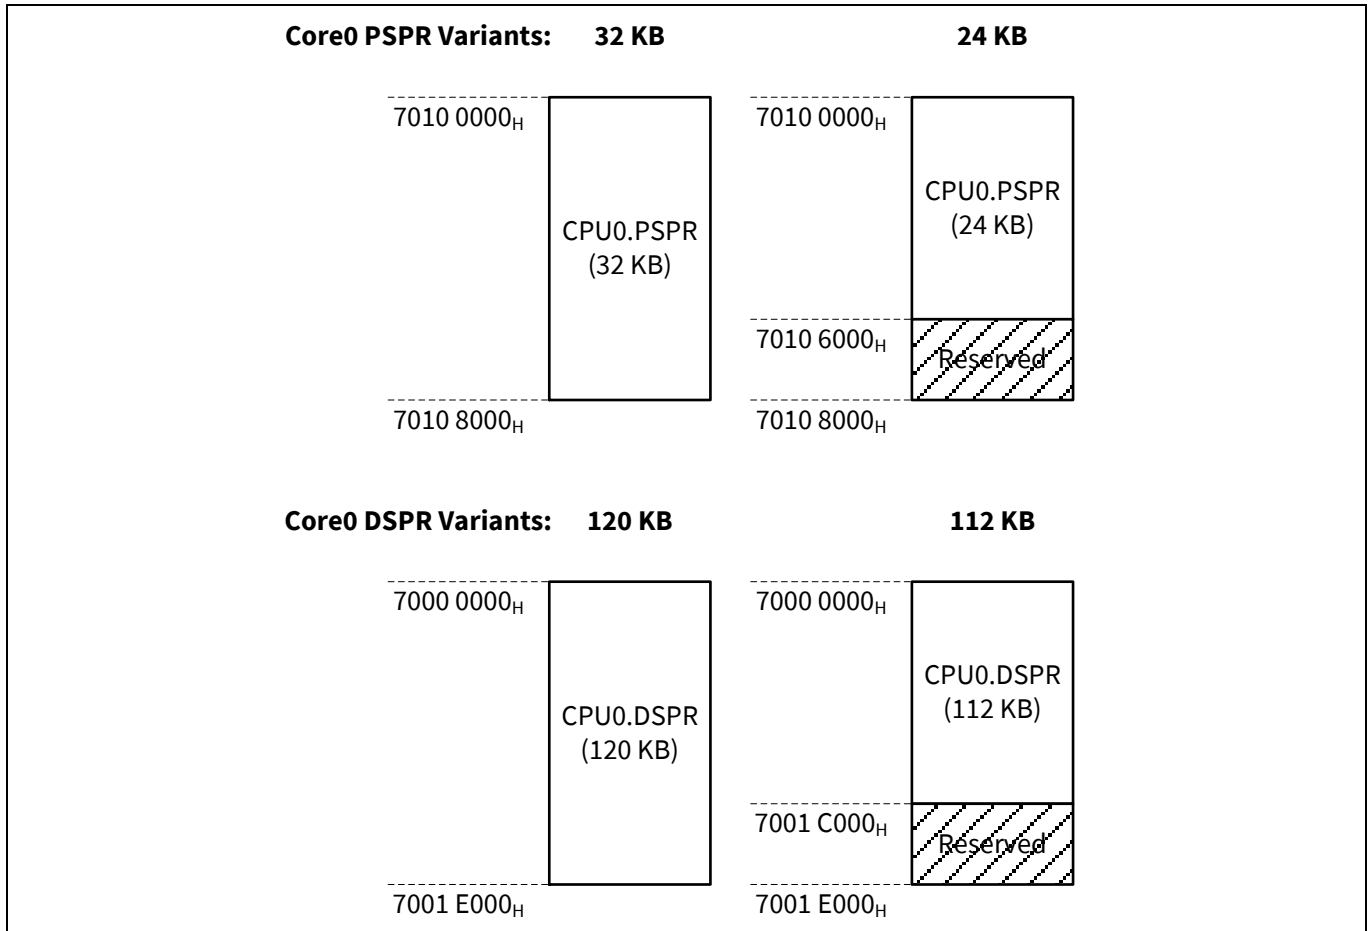 Core0 PSPR Variants: 32 KB 24 KB
7010 0000H 7010 0000H
CPU0.PSPR
(24 KB)
CPU0.PSPR
(32 KB)
7010 6000H Reserved
7010 8000H 7010 8000H
Core0 DSPR Variants: 120 KB 112 KB
7000 0000H 7000 0000H
CPU0.DSPR
(112 KB)
CPU0.DSPR
(120 KB)
7001 C000H Reserved
7001 E000H 7001 E000H